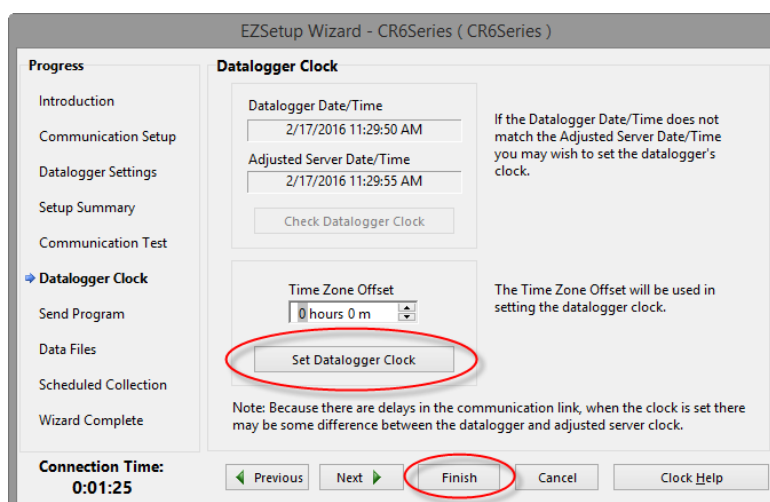 EZSetup Wizard - CR6Series ( CR6Series )
Progress
Introduction
Communication Setup
Datalogger Settings
Setup Summary
Communication Test
Datalogger Clock
Send Program
Data Files
Scheduled Collection
Wizard Complete
Connection Time:
0:01:25
Datalogger Clock
Datalogger Date/Time
2/17/2016 11:29:50 AM
Adjusted Server Date/Time
2/17/2016 11:29:55 AM
Check Datalogger Clock
If the Datalogger Date/Time does not
match the Adjusted Server Date/Time
you may wish to set the datalogger's
clock.
Time Zone Offset
0 hours 0 m
Set Datalogger Clock
The Time Zone Offset will be used in
setting the datalogger clock.
Note: Because there are delays in the communication link, when the clock is set there
may be some difference between the datalogger and adjusted server clock.
Previous
Next
Finish
Cancel
Clock Help